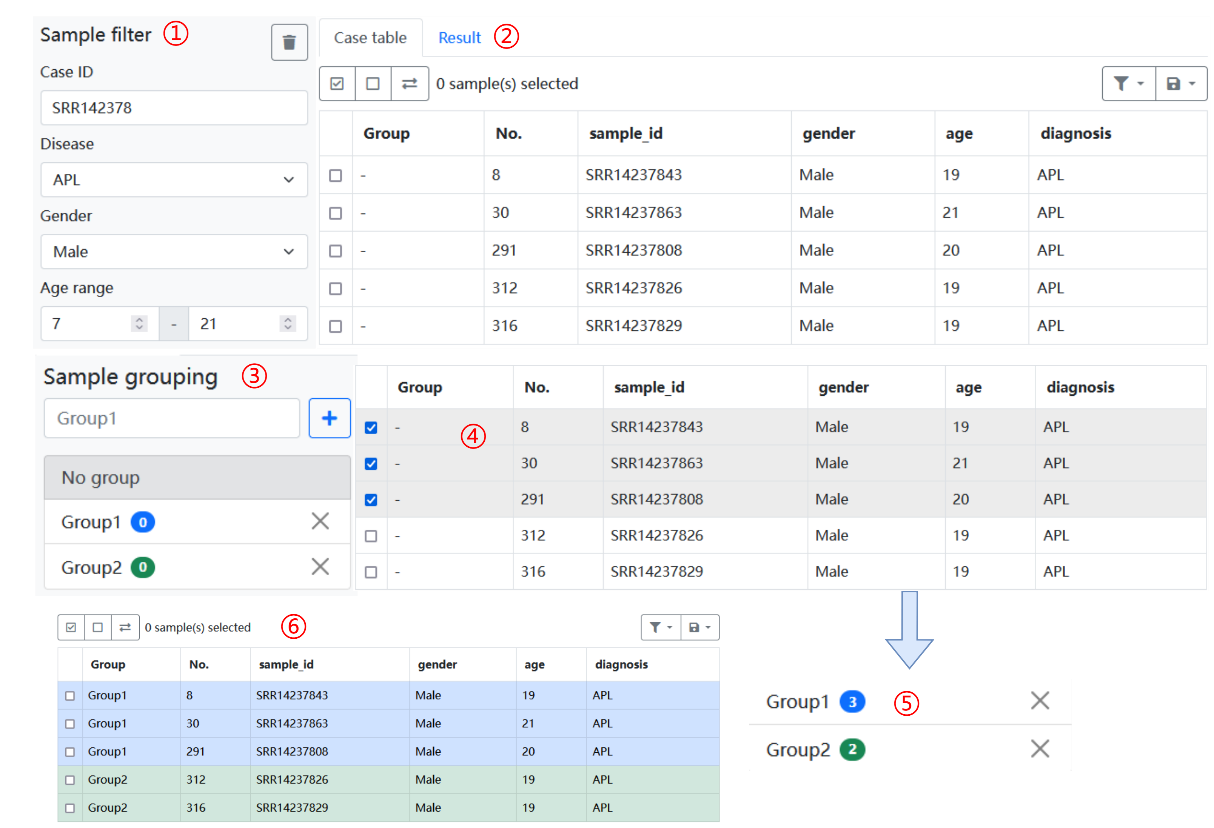 Sample filter ①
Case ID
SRR142378
Disease
APL
Gender
Male
Age range
7 - 21
Case table Result ②
0 sample(s) selected
Group No. sample_id gender age diagnosis
- 8 SRR14237843 Male 19 APL
- 30 SRR14237863 Male 21 APL
- 291 SRR14237808 Male 20 APL
- 312 SRR14237826 Male 19 APL
- 316 SRR14237829 Male 19 APL
Sample grouping ③
Group1 +
No group
Group1 0
Group2 0
④
Group No. sample_id gender age diagnosis
- 8 SRR14237843 Male 19 APL
- 30 SRR14237863 Male 21 APL
- 291 SRR14237808 Male 20 APL
- 312 SRR14237826 Male 19 APL
- 316 SRR14237829 Male 19 APL
Group1 3 ⑤
Group2 2
0 sample(s) selected ⑥
Group No. sample_id gender age diagnosis
Group1 8 SRR14237843 Male 19 APL
Group1 30 SRR14237863 Male 21 APL
Group1 291 SRR14237808 Male 20 APL
Group2 312 SRR14237826 Male 19 APL
Group2 316 SRR14237829 Male 19 APL